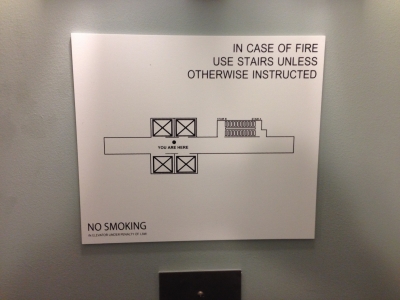 IN CASE OF FIRE
USE STAIRS UNLESS
OTHERWISE INSTRUCTED
YOU ARE HERE
NO SMOKING